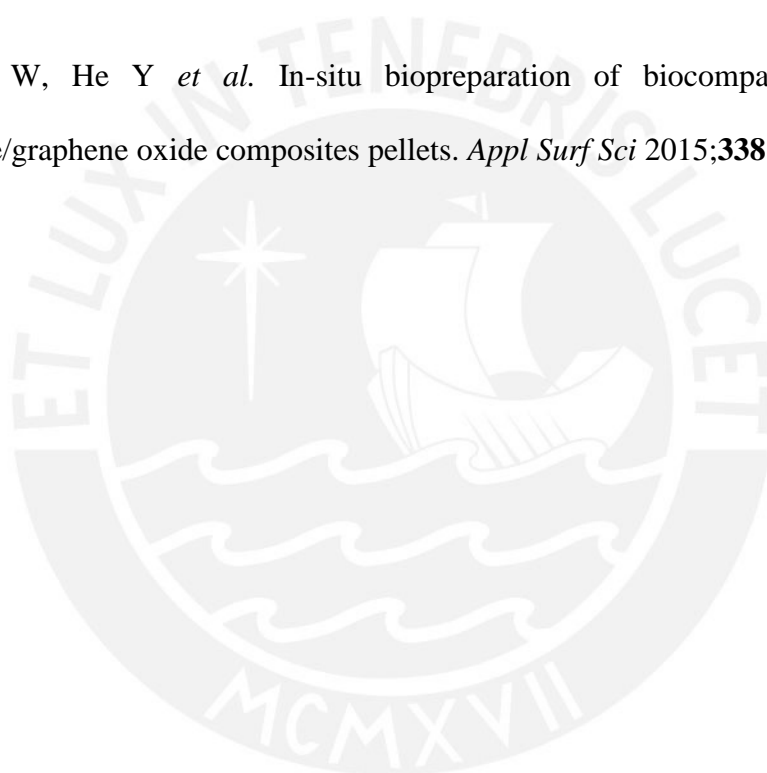 W, He Y et al. In-situ biopreparation of biocompa
/graphene oxide composites pellets. Appl Surf Sci 2015;338
ET LUX IN TENEBRIS LUCET
MCMXVII